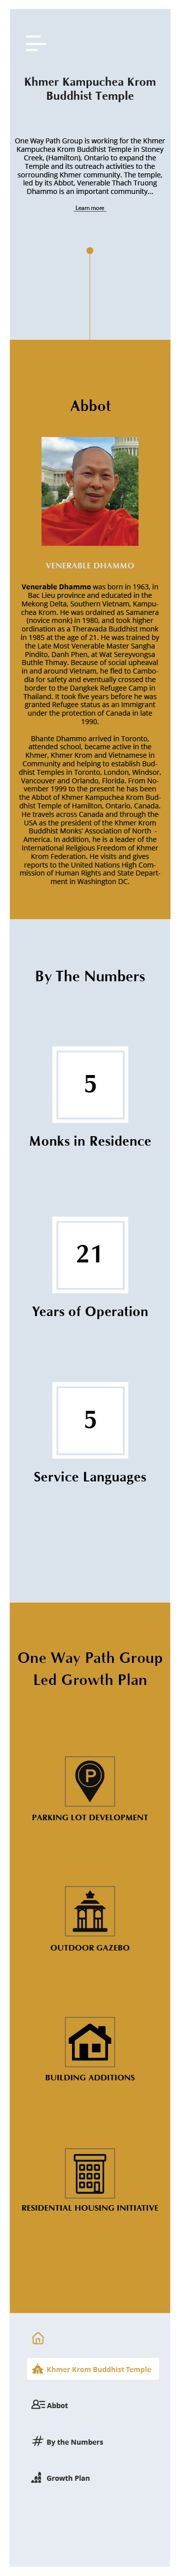 Khmer Kampuchea Krom
Buddhist Temple
One Way Path Group is working for the Khmer
Kampuchea Krom Buddhist Temple in Stoney
Creek, (Hamilton), Ontario to expand the
Temple and its outreach activities to the
sorrounding Khmer community. The temple,
led by its Abbot, Venerable Thach Truong
Dhammo is an important community...
Learn more
Abbot
VENERABLE DHAMMO
Venerable Dhammo was born in 1963, in
Bac Lieu province and educated in the
Mekong Delta, Southern Vietnam, Kampu-
chea Krom. He was ordained as Samanera
(novice monk) in 1980, and took higher
ordination as a Theravada Buddhist monk
in 1985 at the age of 21. He was trained by
the Late Most Venerable Master Sangha
Pindito, Danh Phen, at Wat Sereyvongsa
Buthle Thmay. Because of social upheaval
in and around Vietnam, he fled to Cambo-
dia for safety and eventually crossed the
border to the Dangkek Refugee Camp in
Thailand. It took five years before he was
granted Refugee status as an immigrant
under the protection of Canada in late
1990.
Bhante Dhammo arrived in Toronto,
attended school, became active in the
Khmer, Khmer Krom and Vietnamese in
Community and helping to establish Bud-
dhist Temples in Toronto, London, Windsor,
Vancouver and Orlando, Florida. From No-
vember 1999 to the present he has been
the Abbot of Khmer Kampuchea Krom Bud-
dhist Temple of Hamilton, Ontario, Canada.
He travels across Canada and through the
USA as the president of the Khmer Krom
Buddhist Monks' Association of North -
America. In addition, he is a leader of the
International Religious Freedom of Khmer
Krom Federation. He visits and gives
reports to the United Nations High Com-
mission of Human Rights and State Depart-
ment in Washington DC.
By The Numbers
5
Monks in Residence
21
Years of Operation
5
Service Languages
One Way Path Group
Led Growth Plan
P
PARKING LOT DEVELOPMENT
OUTDOOR GAZEBO
BUILDING ADDITIONS
RESIDENTIAL HOUSING INITIATIVE
Khmer Krom Buddhist Temple
Abbot
# By the Numbers
Growth Plan